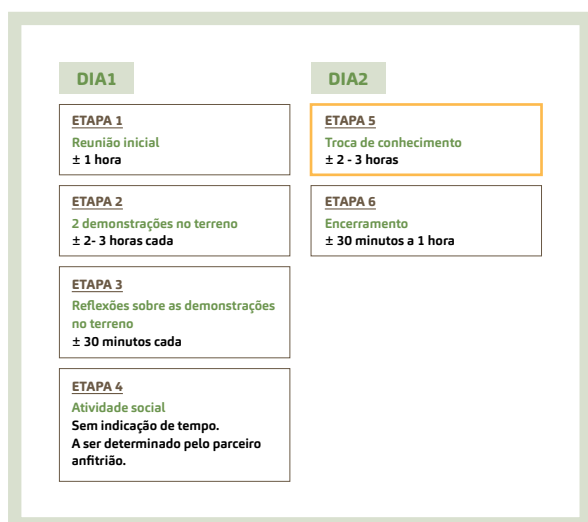 DIA1
ETAPA 1
Reunião inicial
± 1 hora
ETAPA 2
2 demonstrações no terreno
± 2- 3 horas cada
ETAPA 3
Reflexões sobre as demonstrações
no terreno
± 30 minutos cada
ETAPA 4
Atividade social
Sem indicação de tempo.
A ser determinado pelo parceiro
anfitrião.
DIA2
ETAPA 5
Troca de conhecimento
± 2 - 3 horas
ETAPA 6
Encerramento
± 30 minutos a 1 hora